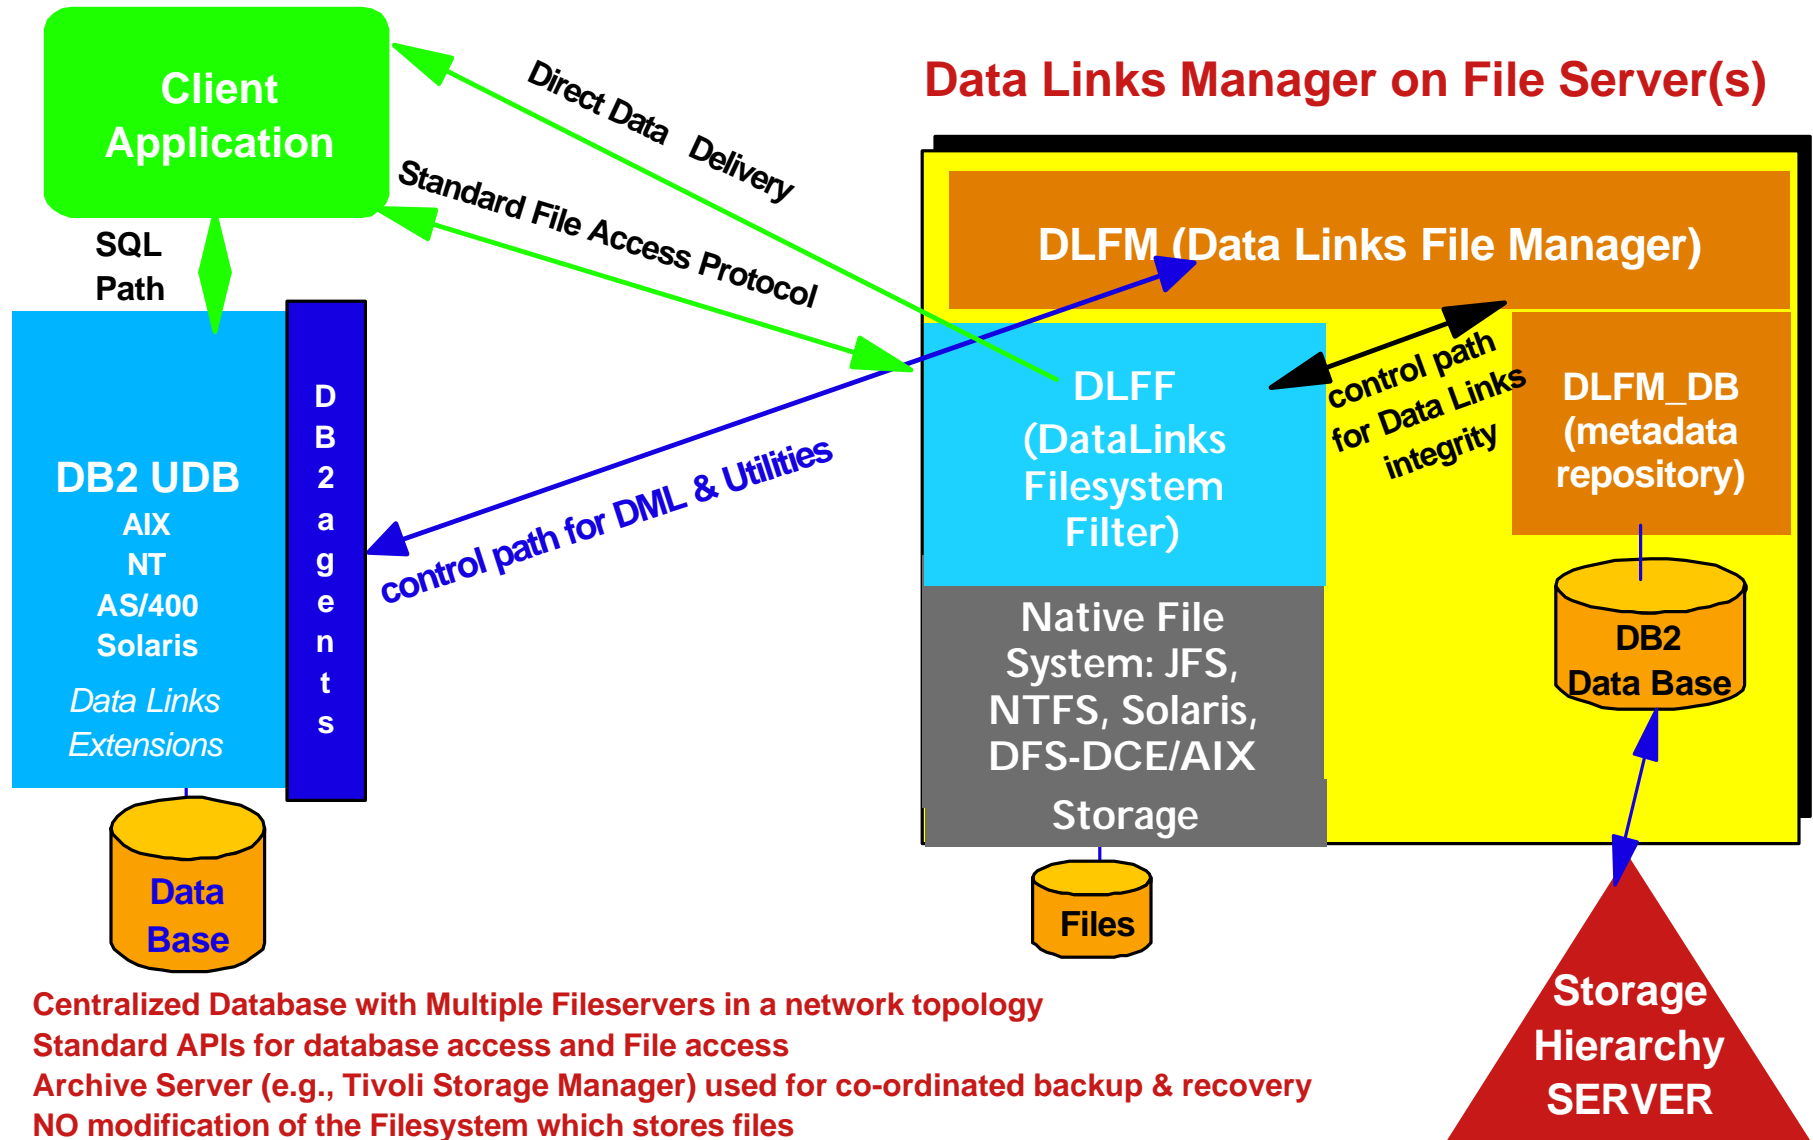 Data Links Manager on File Server(s)
Client
Application
Direct Data Delivery
Standard File Access Protocol
SQL
Path
DLFM (Data Links File Manager)
DB2 UDB
AIX
NT
AS/400
Solaris
Data Links
Extensions
D
B
2
a
g
e
n
t
s
control path for DML & Utilities
DLFF
(DataLinks
Filesystem
Filter)
control path
for Data Links
integrity
DLFM_DB
(metadata
repository)
Native File
System: JFS,
NTFS, Solaris,
DFS-DCE/AIX
Storage
DB2
Data Base
Data
Base
Files
Storage
Hierarchy
SERVER
Centralized Database with Multiple Fileservers in a network topology
Standard APIs for database access and File access
Archive Server (e.g., Tivoli Storage Manager) used for co-ordinated backup & recovery
NO modification of the Filesystem which stores files